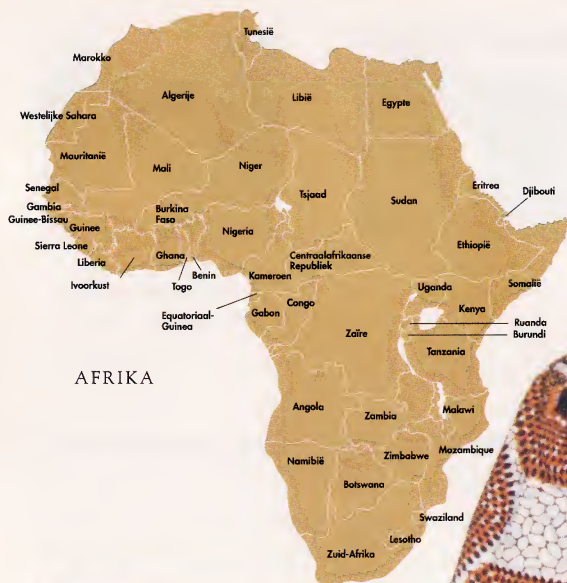 Tunesië
Marokko
Algerije
Libië
Egypte
Westelijke Sahara
Mauritanië
Mali
Niger
Tsjaad
Sudan
Eritrea
Djibouti
Senegal
Gambia
Guinee-Bissau
Guinee
Burkina
Faso
Nigeria
Ethiopië
Sierra Leone
Liberia
Ivoorkust
Ghana
Togo
Benin
Kameroen
Centraalafrikaanse
Republiek
Somalië
Uganda
Kenya
Equatoriaal-
Guinea
Gabon
Congo
Zaïre
Ruanda
Burundi
Tanzania
AFRIKA
Angola
Zambia
Malawi
Mozambique
Namibië
Zimbabwe
Botswana
Swaziland
Lesotho
Zuid-Afrika